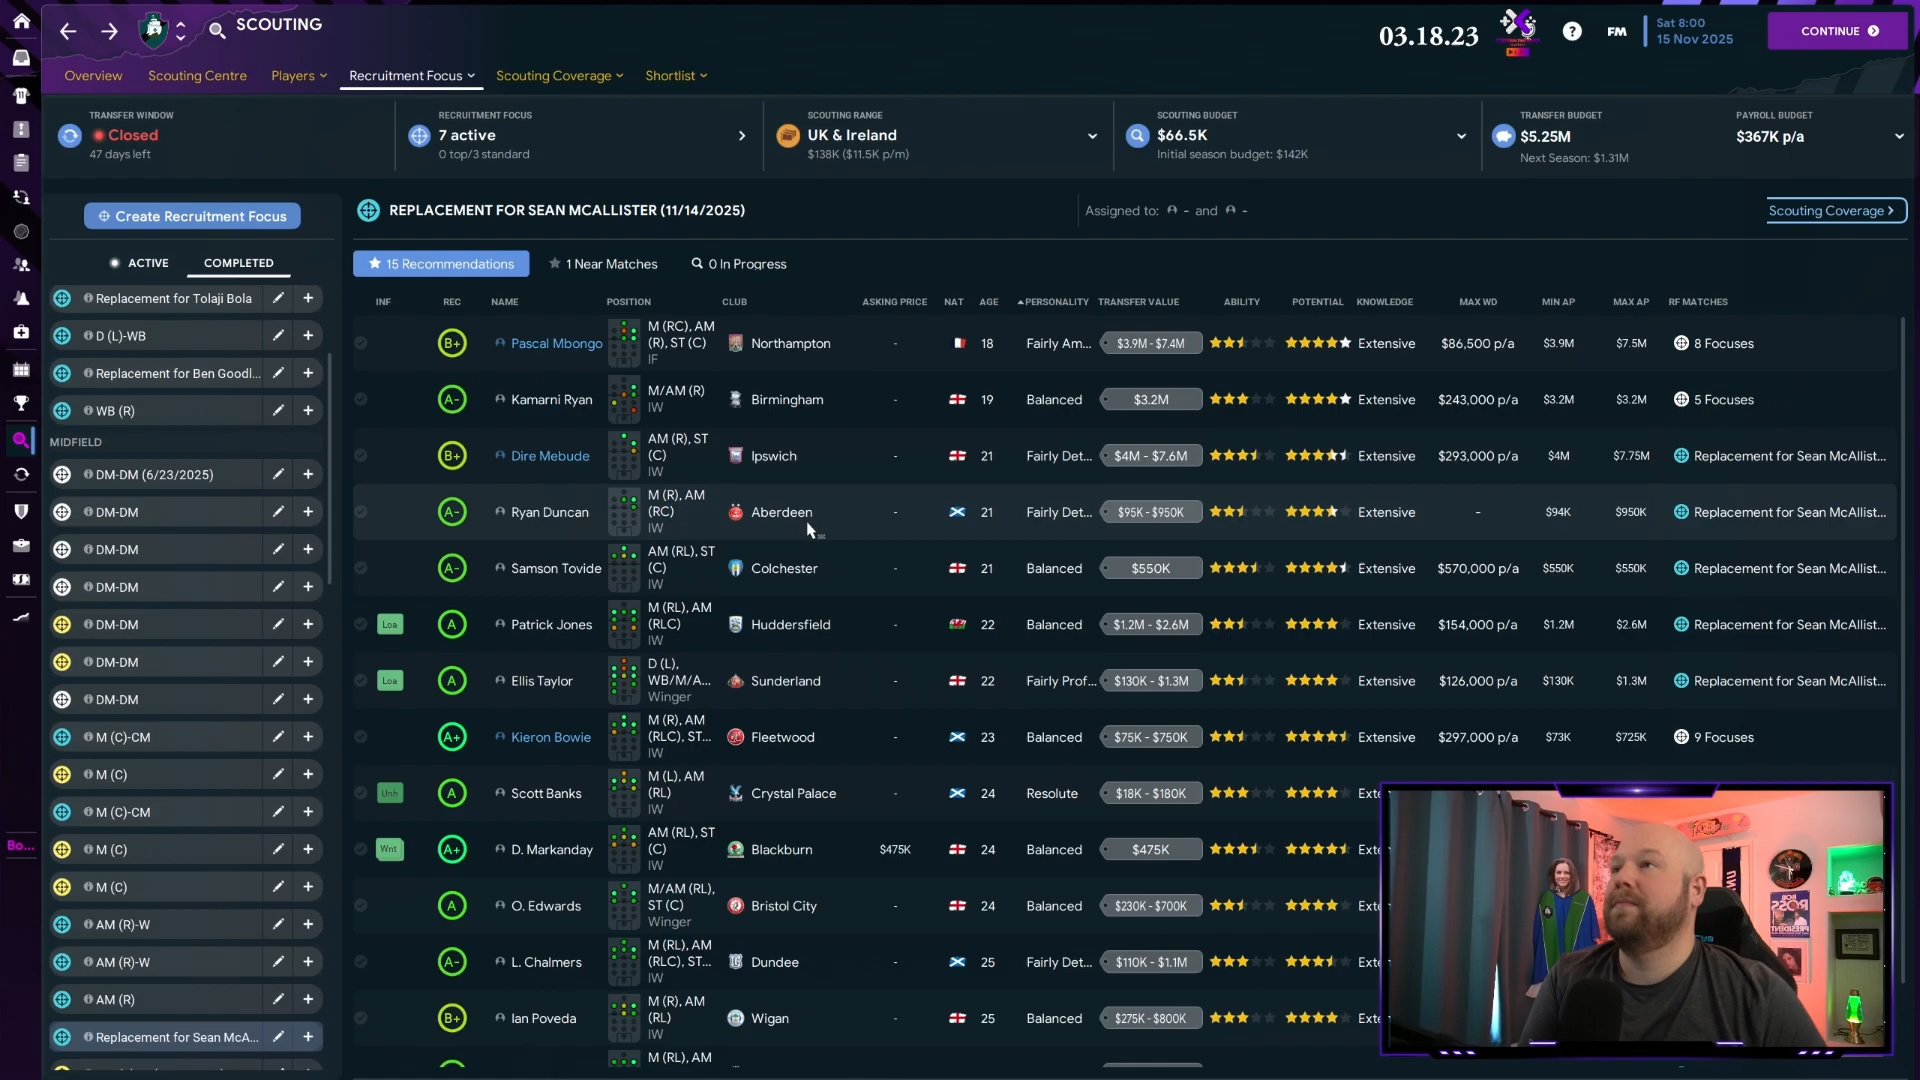 SCOUTING
03.18.23
FM
Sat 8:00
15 Nov 2025
CONTINUE
Overview
Scouting Centre
Players
Recruitment Focus
Scouting Coverage
Shortlist
TRANSFER WINDOW
Closed
47 days left
RECRUITMENT FOCUS
7 active
0 top/3 standard
SCOUTING RANGE
UK & Ireland
$138K ($11.5K p/m)
SCOUTING BUDGET
$66.5K
Initial season budget: $142K
TRANSFER BUDGET
$5.25M
Next Season: $1.31M
PAYROLL BUDGET
$367K p/a
Create Recruitment Focus
ACTIVE
COMPLETED
Replacement for Tolaji Bola
D (L)-WB
Replacement for Ben Goodl...
WB (R)
MIDFIELD
DM-DM (6/23/2025)
DM-DM
DM-DM
DM-DM
DM-DM
DM-DM
DM-DM
M (C)-CM
M (C)
M (C)-CM
M (C)
M (C)
AM (R)-W
AM (R)-W
AM (R)
Replacement for Sean McA...
Bo...
REPLACEMENT FOR SEAN MCALLISTER (11/14/2025)
Assigned to: - and -
Scouting Coverage >
15 Recommendations
1 Near Matches
0 In Progress
INF REC NAME POSITION CLUB ASKING PRICE NAT AGE PERSONALITY TRANSFER VALUE ABILITY POTENTIAL KNOWLEDGE MAX WD MIN AP MAX AP RF MATCHES
B+ Pascal Mbongo M (RC), AM (R), ST (C) IF Northampton - 18 Fairly Am... $3.9M - $7.4M Extensive $86,500 p/a $3.9M $7.5M 8 Focuses
A- Kamarni Ryan M/AM (R) IW Birmingham - 19 Balanced $3.2M Extensive $243,000 p/a $3.2M $3.2M 5 Focuses
B+ Dire Mebude AM (R), ST (C) IW Ipswich - 21 Fairly Det... $4M - $7.6M Extensive $293,000 p/a $4M $7.75M Replacement for Sean McAllist...
A- Ryan Duncan M (R), AM (RC) IW Aberdeen - 21 Fairly Det... $95K - $950K Extensive - $94K $950K Replacement for Sean McAllist...
A- Samson Tovide AM (RL), ST (C) IW Colchester - 21 Balanced $550K Extensive $570,000 p/a $550K $550K Replacement for Sean McAllist...
Loa A Patrick Jones M (RL), AM (RLC) IW Huddersfield - 22 Balanced $1.2M - $2.6M Extensive $154,000 p/a $1.2M $2.6M Replacement for Sean McAllist...
Loa A Ellis Taylor D (L), WB/M/A... Winger Sunderland - 22 Fairly Prof... $130K - $1.3M Extensive $126,000 p/a $130K $1.3M Replacement for Sean McAllist...
A+ Kieron Bowie M (R), AM (RLC), ST... IW Fleetwood - 23 Balanced $75K - $750K Extensive $297,000 p/a $73K $725K 9 Focuses
Unh A Scott Banks M (L), AM (RL) IW Crystal Palace - 24 Resolute $18K - $180K Exte
Wnt A+ D. Markanday AM (RL), ST (C) IW Blackburn $475K 24 Balanced $475K Exte
A O. Edwards M/AM (RL), ST (C) Winger Bristol City - 24 Balanced $230K - $700K Exte
A- L. Chalmers M (RL), AM (RLC), ST... IW Dundee - 25 Fairly Det... $110K - $1.1M Exte
B+ Ian Poveda M (R), AM (RL) IW Wigan - 25 Balanced $275K - $800K Exte
M (RL), AM
BOB ROSS
PRESIDENT